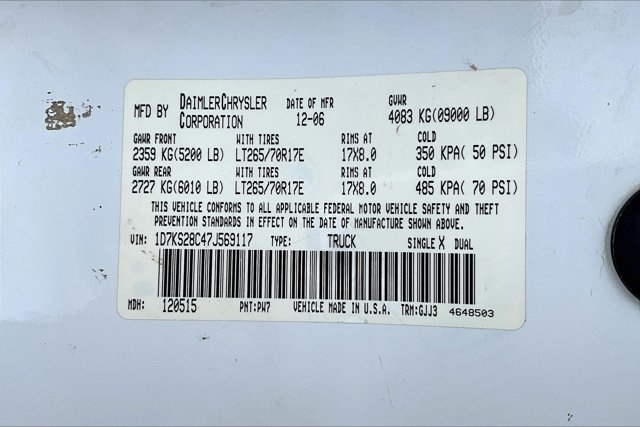 MFD BY DAIMLERCHRYSLER CORPORATION DATE OF MFR 12-06 GVWR 4083 KG(09000 LB)
GAWR FRONT WITH TIRES RIMS AT COLD
2359 KG(5200 LB) LT265/70R17E 17X8.0 350 KPA( 50 PSI)
GAWR REAR WITH TIRES RIMS AT COLD
2727 KG(6010 LB) LT265/70R17E 17X8.0 485 KPA( 70 PSI)
THIS VEHICLE CONFORMS TO ALL APPLICABLE FEDERAL MOTOR VEHICLE SAFETY AND THEFT
PREVENTION STANDARDS IN EFFECT ON THE DATE OF MANUFACTURE SHOWN ABOVE.
VIN: 1D7KS28C47J569117 TYPE: TRUCK SINGLE X DUAL
MDH: 120515 PNT:PW7 VEHICLE MADE IN U.S.A. TRM:GJJ3 4648503